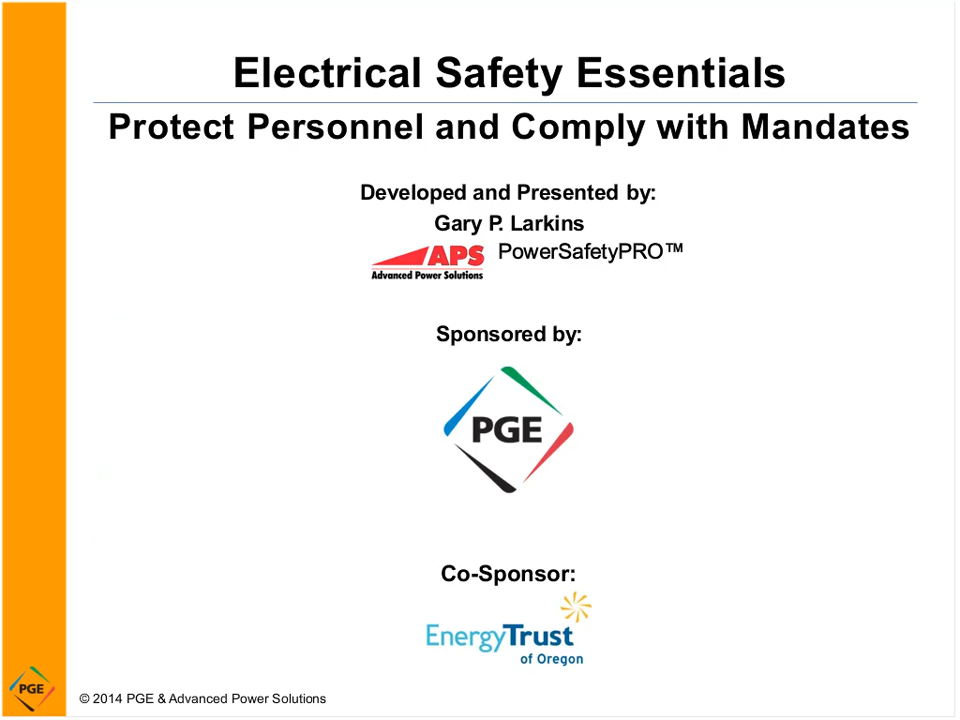 Electrical Safety Essentials
Protect Personnel and Comply with Mandates
Developed and Presented by:
Gary P. Larkins
APS PowerSafetyPRO™
Advanced Power Solutions
Sponsored by:
PGE
Co-Sponsor:
EnergyTrust
of Oregon
PGE
© 2014 PGE & Advanced Power Solutions